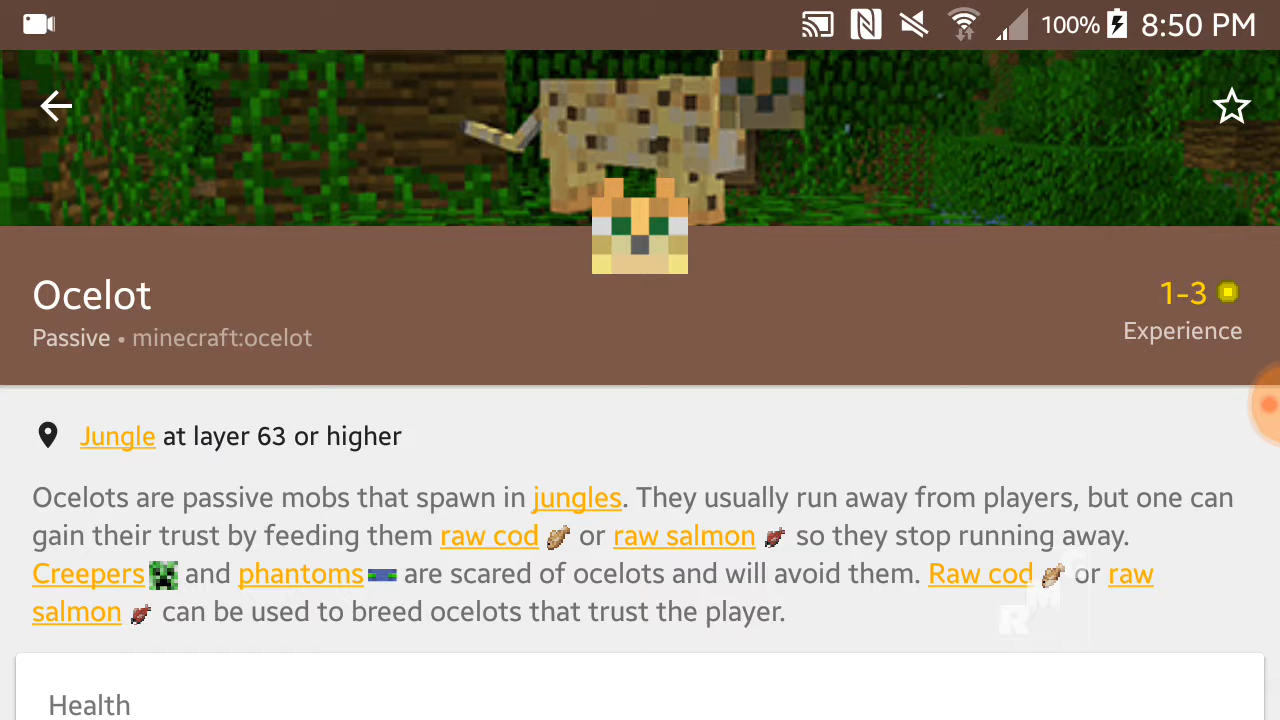 100% 8:50 PM
Ocelot
1-3
Passive • minecraft:ocelot
Experience
Jungle at layer 63 or higher
Ocelots are passive mobs that spawn in jungles. They usually run away from players, but one can
gain their trust by feeding them raw cod or raw salmon so they stop running away.
Creepers and phantoms are scared of ocelots and will avoid them. Raw cod or raw
salmon can be used to breed ocelots that trust the player.
RM
Health